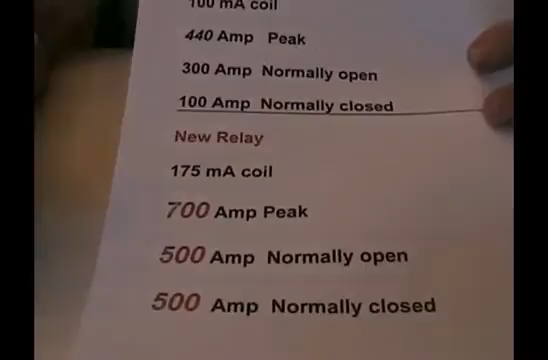 100 mA coil
440 Amp Peak
300 Amp Normally open
100 Amp Normally closed
New Relay
175 mA coil
700 Amp Peak
500 Amp Normally open
500 Amp Normally closed